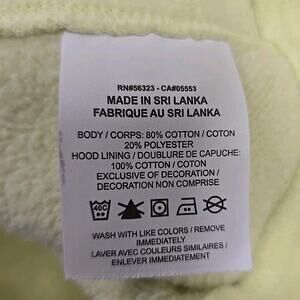 RN#56323 - CA#05553
MADE IN SRI LANKA
FABRIQUE AU SRI LANKA
BODY / CORPS: 80% COTTON / COTON
20% POLYESTER
HOOD LINING / DOUBLURE DE CAPUCHE:
100% COTTON / COTON
EXCLUSIVE OF DECORATION /
DECORATION NON COMPRISE
40C
WASH WITH LIKE COLORS / REMOVE
IMMEDIATELY
LAVER AVEC COULEURS SIMILAIRES /
ENLEVER IMMEDIATEMENT